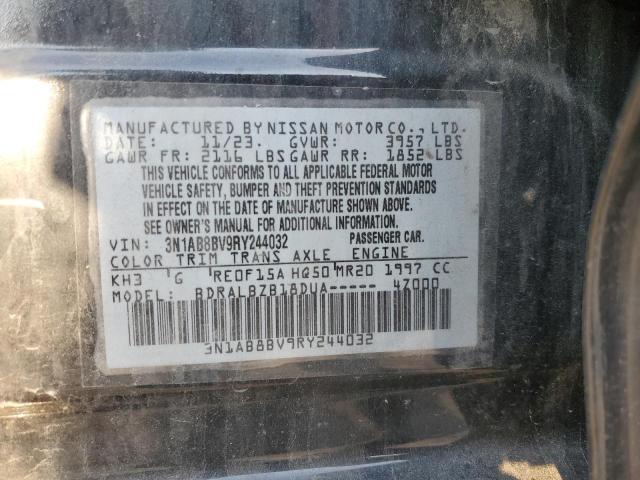 MANUFACTURED BY NISSAN MOTOR CO., LTD.
DATE: 11/23. GVWR: 3957 LBS
GAWR FR: 2116 LBS GAWR RR: 1852 LBS
THIS VEHICLE CONFORMS TO ALL APPLICABLE FEDERAL MOTOR
VEHICLE SAFETY, BUMPER AND THEFT PREVENTION STANDARDS
IN EFFECT ON THE DATE OF MANUFACTURE SHOWN ABOVE.
SEE OWNER'S MANUAL FOR ADDITIONAL INFORMATION.
VIN: 3N1AB8BV9RY244032 PASSENGER CAR.
COLOR TRIM TRANS AXLE ENGINE
KH3 G RE0F15A HQ50 MR20 1997 CC
MODEL: BDRALBZB18DUA----- 47000
3N1AB8BV9RY244032